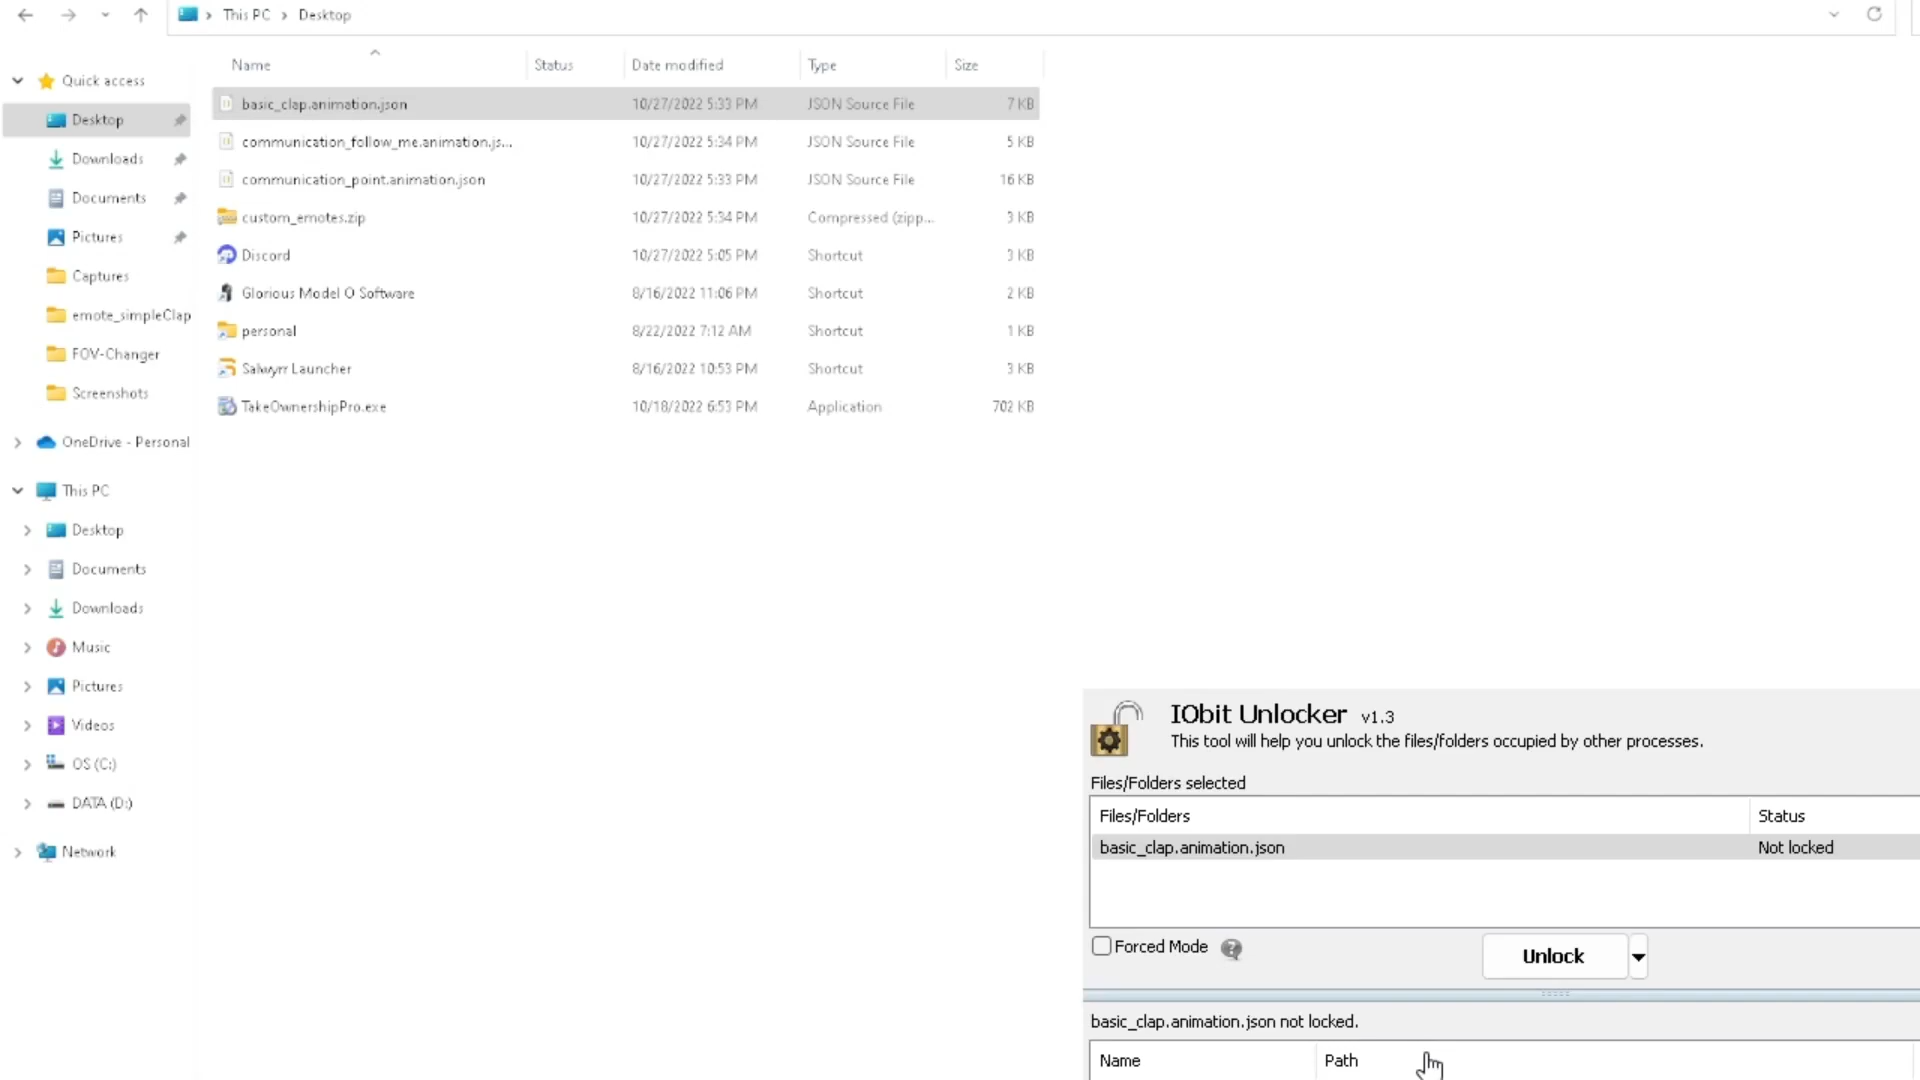 This PC > Desktop
Name Status Date modified Type Size
Quick access
Desktop
Downloads
Documents
Pictures
Captures
emote_simpleClap
FOV-Changer
Screenshots
OneDrive - Personal
This PC
Desktop
Documents
Downloads
Music
Pictures
Videos
OS (C:)
DATA (D:)
Network
basic_clap.animation.json 10/27/2022 5:33 PM JSON Source File 7 KB
communication_follow_me.animation.js... 10/27/2022 5:34 PM JSON Source File 5 KB
communication_point.animation.json 10/27/2022 5:33 PM JSON Source File 16 KB
custom_emotes.zip 10/27/2022 5:34 PM Compressed (zipp... 3 KB
Discord 10/27/2022 5:05 PM Shortcut 3 KB
Glorious Model O Software 8/16/2022 11:06 PM Shortcut 2 KB
personal 8/22/2022 7:12 AM Shortcut 1 KB
Salwyrr Launcher 8/16/2022 10:53 PM Shortcut 3 KB
TakeOwnershipPro.exe 10/18/2022 6:53 PM Application 702 KB
IObit Unlocker v1.3
This tool will help you unlock the files/folders occupied by other processes.
Files/Folders selected
Files/Folders Status
basic_clap.animation.json Not locked
Forced Mode ? Unlock
basic_clap.animation.json not locked.
Name Path